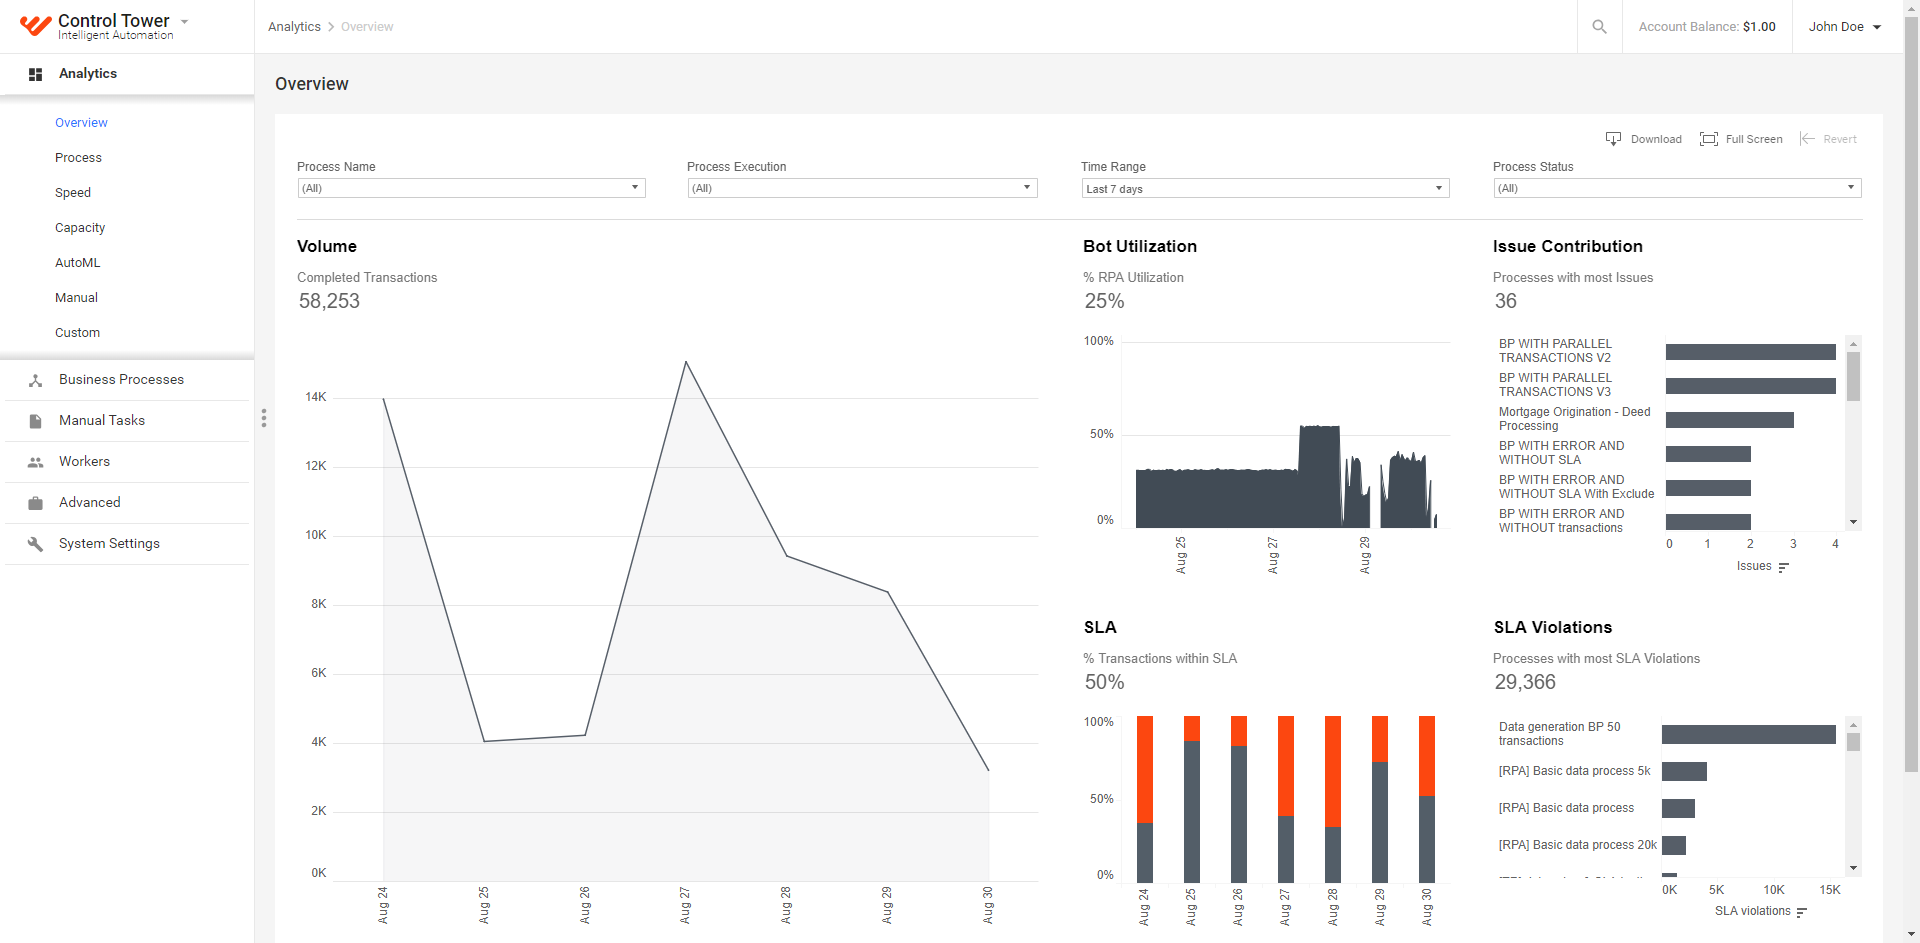 Control Tower
Intelligent Automation
Analytics
Overview
Account Balance: $1.00
John Doe
Analytics
Overview
Process
Speed
Capacity
AutoML
Manual
Custom
Business Processes
Manual Tasks
Workers
Advanced
System Settings
Overview
Download
Full Screen
Revert
Process Name
(All)
Process Execution
(All)
Time Range
Last 7 days
Process Status
(All)
Volume
Completed Transactions
58,253
14K
12K
10K
8K
6K
4K
2K
0K
Aug 24
Aug 25
Aug 26
Aug 27
Aug 28
Aug 29
Aug 30
Bot Utilization
% RPA Utilization
25%
100%
50%
0%
Aug 25
Aug 27
Aug 29
Issue Contribution
Processes with most Issues
36
BP WITH PARALLEL
TRANSACTIONS V2
BP WITH PARALLEL
TRANSACTIONS V3
Mortgage Origination - Deed
Processing
BP WITH ERROR AND
WITHOUT SLA
BP WITH ERROR AND
WITHOUT SLA With Exclude
BP WITH ERROR AND
WITHOUT transactions
0 1 2 3 4
Issues
SLA
% Transactions within SLA
50%
100%
50%
0%
Aug 24
Aug 25
Aug 26
Aug 27
Aug 28
Aug 29
Aug 30
SLA Violations
Processes with most SLA Violations
29,366
Data generation BP 50
transactions
[RPA] Basic data process 5k
[RPA] Basic data process
[RPA] Basic data process 20k
0K 5K 10K 15K
SLA violations